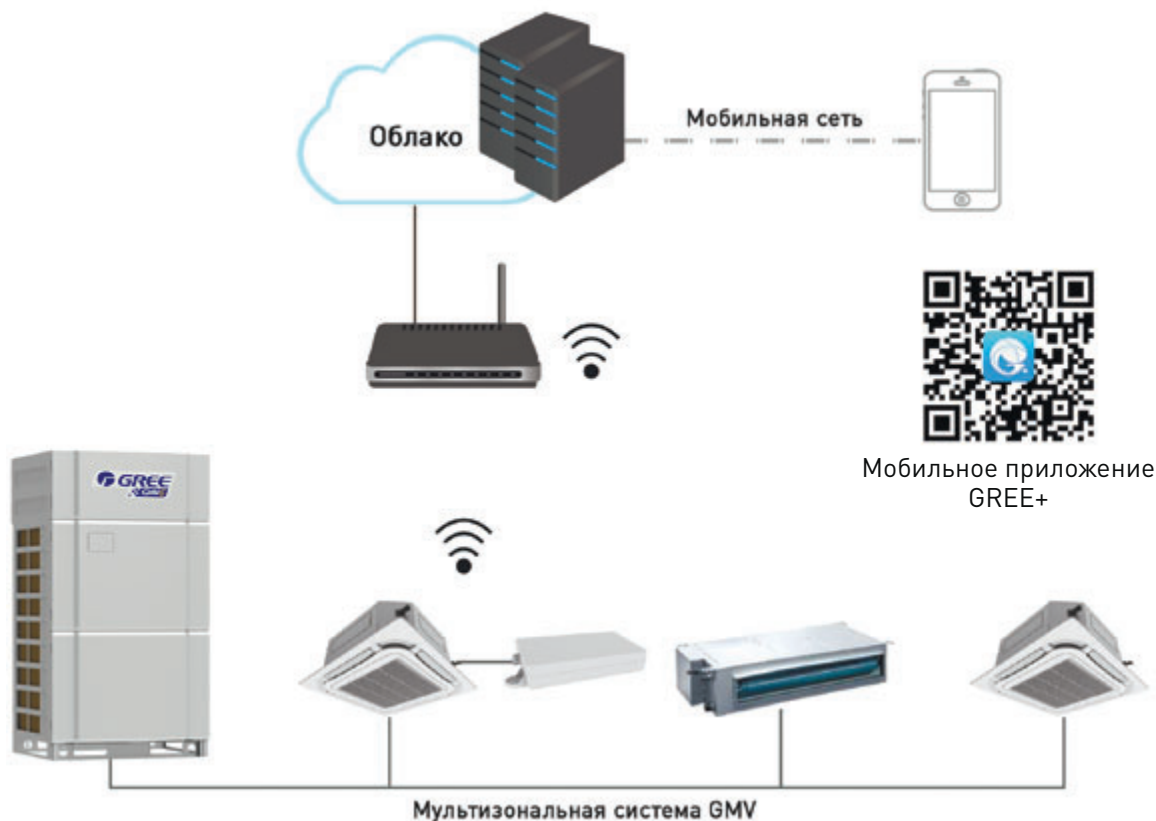 Облако
Мобильная сеть
Мобильное приложение
GREE+
GREE
Мультизональная система GMV